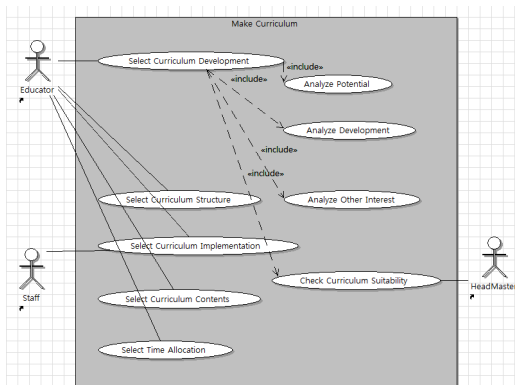 Make Curriculum
Select Curriculum Development
«include»
Educator
«include»
Analyze Potential
Analyze Development
«include»
«include»
Select Curriculum Structure
Analyze Other Interest
Select Curriculum Implementation
Staff
Check Curriculum Suitability
HeadMaster
Select Curriculum Contents
Select Time Allocation